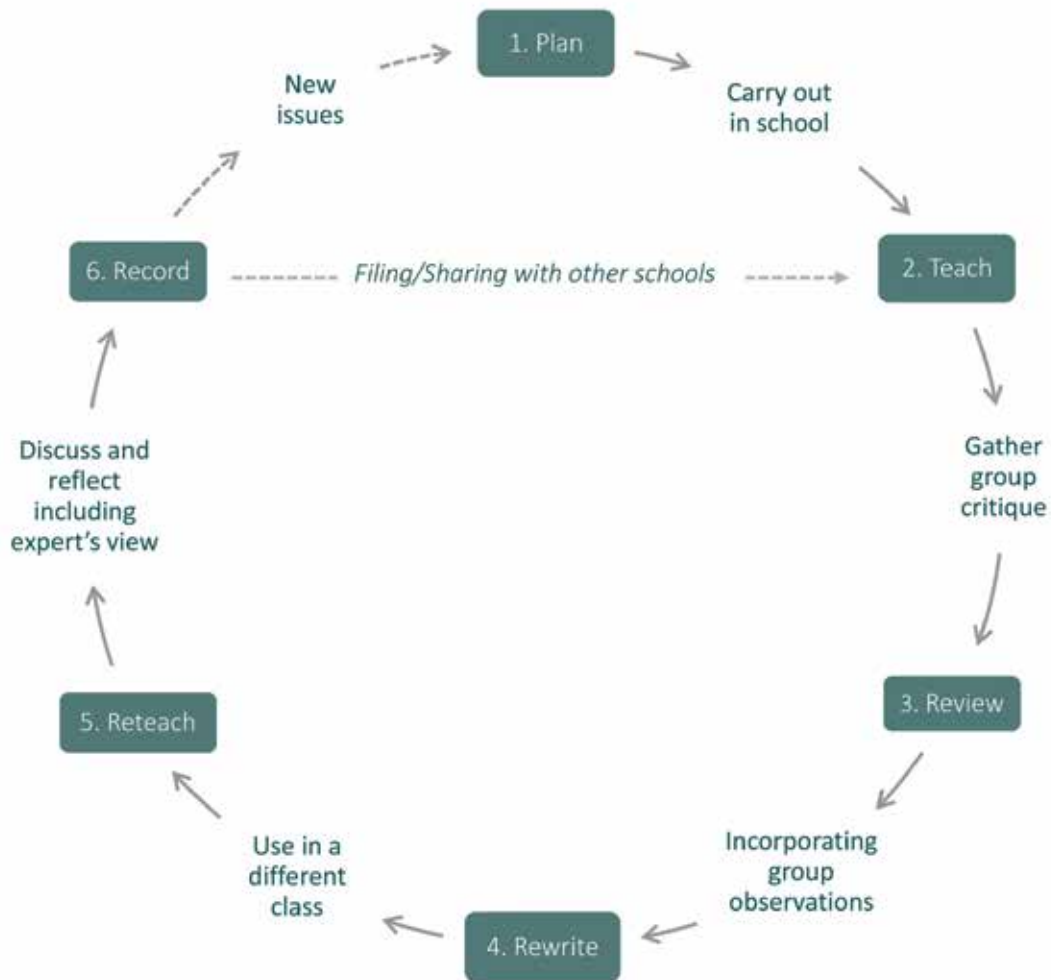 1. Plan
Carry out
in school
2. Teach
Gather
group
critique
3. Review
Incorporating
group
observations
4. Rewrite
Use in a
different
class
5. Reteach
Discuss and
reflect
including
expert's view
6. Record
New
issues
Filing/Sharing with other schools